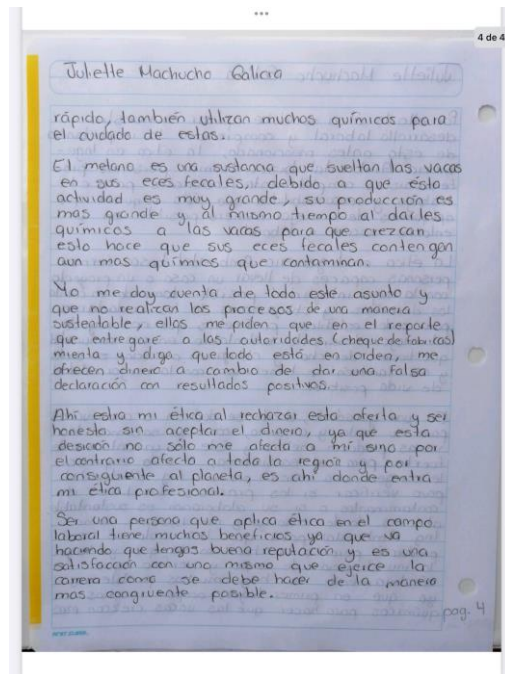 4 de 4
Juliette Machucho Galicia
rápido, también utilizan muchos químicos para
el cuidado de estas.
El metano es una sustancia que sueltan las vacas
en sus eces fecales, debido a que ésto
actividad es muy grande, su producción es
mas grande y al mismo tiempo al darles
químicos a las vacas para que crezcan
esto hace que sus eces fecales contengan
aun mas químicos que contaminan.
Yo me doy cuenta de todo este asunto y
que no realizan los procesos de una manera
sustentable, ellos me piden que en el reporte
que entregare a las autoridades (cheque de fabricas)
mienta y diga que todo está en orden, me
ofrecen dinero a cambio de dar una falsa
declaración con resultados positivos.
Ahí estra mi ética al rechazar esta oferta y ser
honesta sin aceptar el dinero, ya que esta
desición no sólo me afecta a mí sino por
el contrario afecta a toda la region y por
consiguiente al planeta, es ahí donde entra
mi ética profesional.
Ser una persona que aplica ética en el campo
laboral tiene muchos beneficios ya que va
haciendo que tengas buena reputación y es una
satisfacción con uno mismo que ejerce la
carrera como se debe hacer de la manera
mas congruente posible.
pag. 4